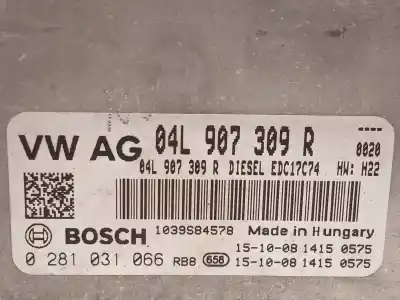 VW AG 04L 907 309 R ----
0020
04L 907 309 R DIESEL EDC17C74 HW: H22
BOSCH 1039S84578 Made in Hungary
15-10-08 1415 0575
0 281 031 066 RB8 658 15-10-08 1415 0575